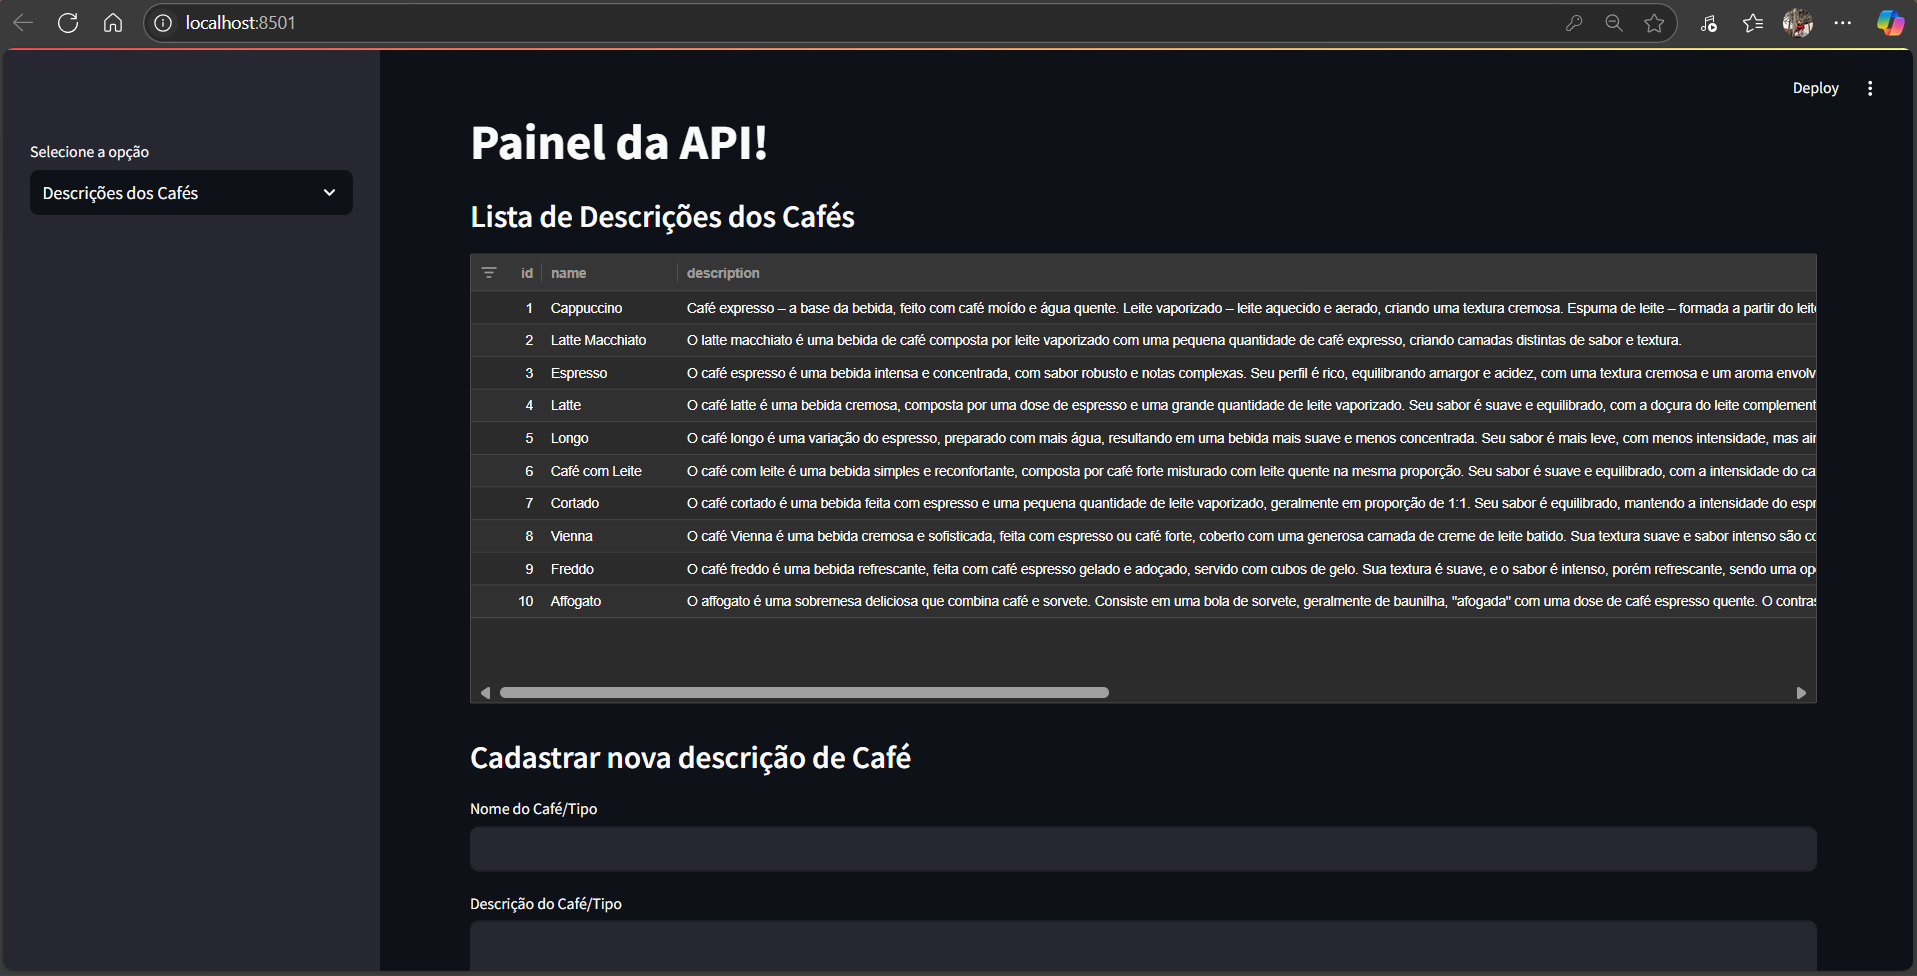 localhost:8501
Deploy
Selecione a opção
Descrições dos Cafés
Painel da API!
Lista de Descrições dos Cafés
id name description
1 Cappuccino Café expresso – a base da bebida, feito com café moído e água quente. Leite vaporizado – leite aquecido e aerado, criando uma textura cremosa. Espuma de leite – formada a partir do leit
2 Latte Macchiato O latte macchiato é uma bebida de café composta por leite vaporizado com uma pequena quantidade de café expresso, criando camadas distintas de sabor e textura.
3 Espresso O café espresso é uma bebida intensa e concentrada, com sabor robusto e notas complexas. Seu perfil é rico, equilibrando amargor e acidez, com uma textura cremosa e um aroma envolv
4 Latte O café latte é uma bebida cremosa, composta por uma dose de espresso e uma grande quantidade de leite vaporizado. Seu sabor é suave e equilibrado, com a doçura do leite complement
5 Longo O café longo é uma variação do espresso, preparado com mais água, resultando em uma bebida mais suave e menos concentrada. Seu sabor é mais leve, com menos intensidade, mas ain
6 Café com Leite O café com leite é uma bebida simples e reconfortante, composta por café forte misturado com leite quente na mesma proporção. Seu sabor é suave e equilibrado, com a intensidade do ca
7 Cortado O café cortado é uma bebida feita com espresso e uma pequena quantidade de leite vaporizado, geralmente em proporção de 1:1. Seu sabor é equilibrado, mantendo a intensidade do espr
8 Vienna O café Vienna é uma bebida cremosa e sofisticada, feita com espresso ou café forte, coberto com uma generosa camada de creme de leite batido. Sua textura suave e sabor intenso são co
9 Freddo O café freddo é uma bebida refrescante, feita com café espresso gelado e adoçado, servido com cubos de gelo. Sua textura é suave, e o sabor é intenso, porém refrescante, sendo uma op
10 Affogato O affogato é uma sobremesa deliciosa que combina café e sorvete. Consiste em uma bola de sorvete, geralmente de baunilha, "afogada" com uma dose de café espresso quente. O contras
Cadastrar nova descrição de Café
Nome do Café/Tipo
Descrição do Café/Tipo